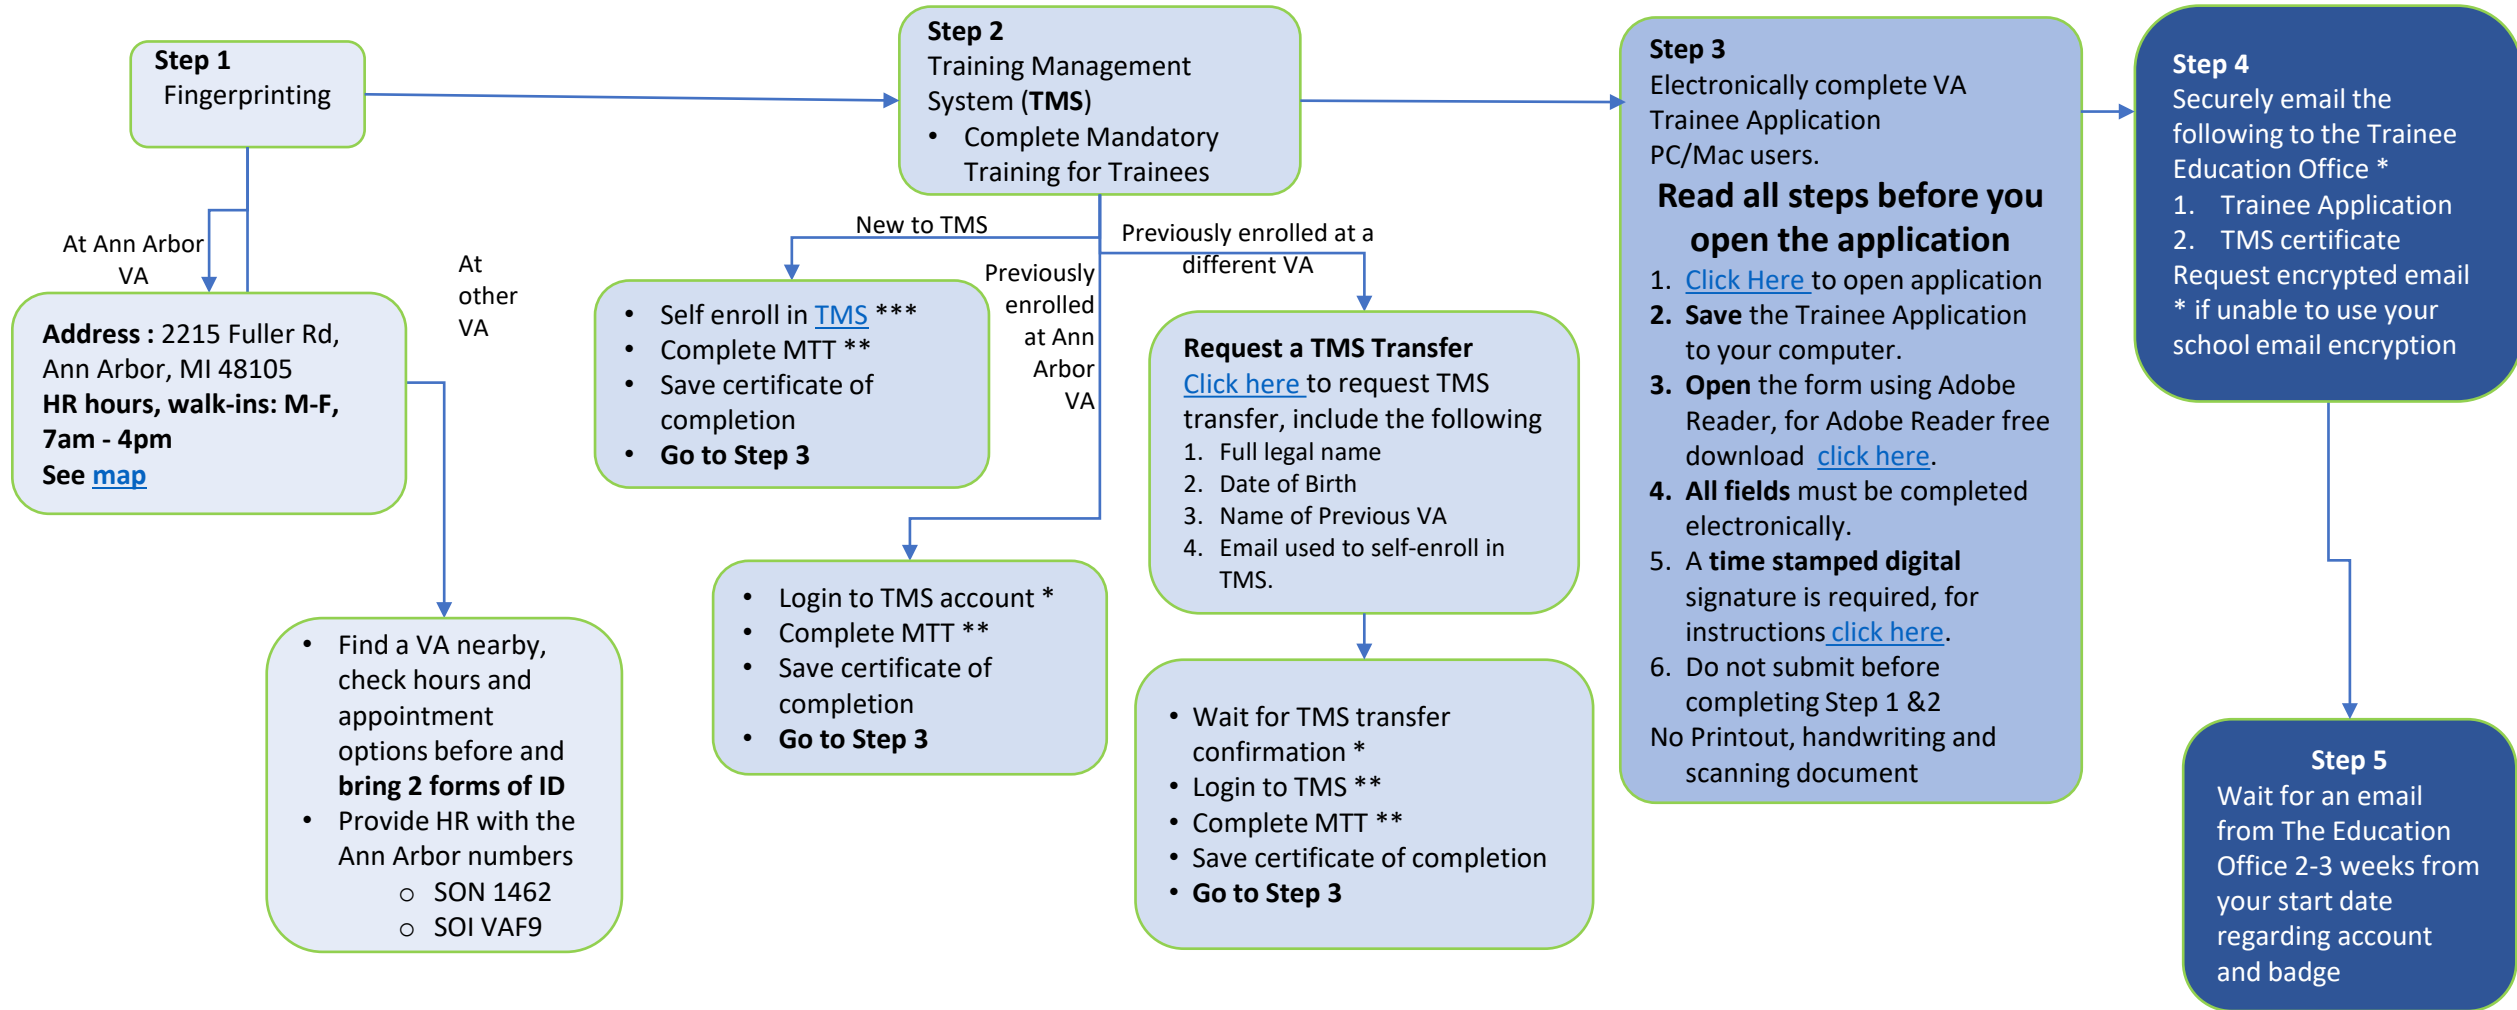 Step 1
Fingerprinting
At Ann Arbor
VA
At
other
VA
Address : 2215 Fuller Rd,
Ann Arbor, MI 48105
HR hours, walk-ins: M-F,
7am - 4pm
See map
• Find a VA nearby,
check hours and
appointment
options before and
bring 2 forms of ID
• Provide HR with the
Ann Arbor numbers
o SON 1462
o SOI VAF9
Step 2
Training Management
System (TMS)
• Complete Mandatory
Training for Trainees
New to TMS
Previously enrolled at a
different VA
Previously
enrolled
at Ann
Arbor
VA
• Self enroll in TMS ***
• Complete MTT **
• Save certificate of
completion
• Go to Step 3
• Login to TMS account *
• Complete MTT **
• Save certificate of
completion
• Go to Step 3
Request a TMS Transfer
Click here to request TMS
transfer, include the following
1. Full legal name
2. Date of Birth
3. Name of Previous VA
4. Email used to self-enroll in
TMS.
• Wait for TMS transfer
confirmation *
• Login to TMS **
• Complete MTT **
• Save certificate of completion
• Go to Step 3
Step 3
Electronically complete VA
Trainee Application
PC/Mac users.
Read all steps before you
open the application
1. Click Here to open application
2. Save the Trainee Application
to your computer.
3. Open the form using Adobe
Reader, for Adobe Reader free
download click here.
4. All fields must be completed
electronically.
5. A time stamped digital
signature is required, for
instructions click here.
6. Do not submit before
completing Step 1 &2
No Printout, handwriting and
scanning document
Step 4
Securely email the
following to the Trainee
Education Office *
1. Trainee Application
2. TMS certificate
Request encrypted email
* if unable to use your
school email encryption
Step 5
Wait for an email
from The Education
Office 2-3 weeks from
your start date
regarding account
and badge